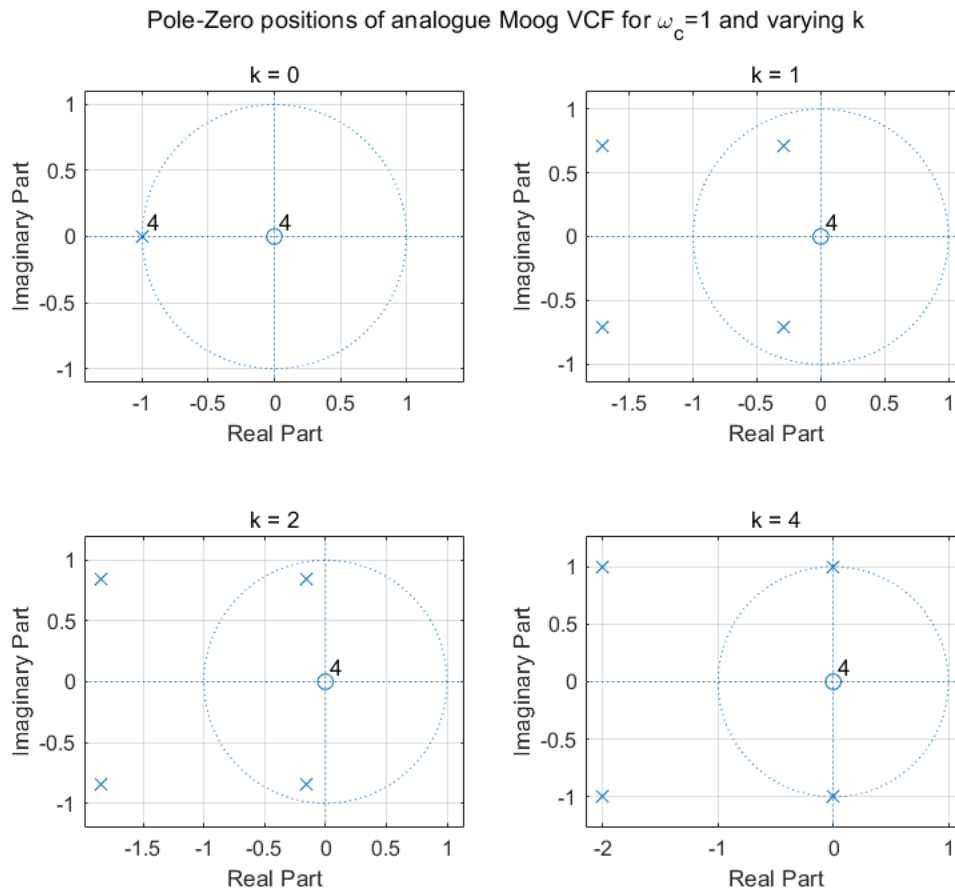 Pole-Zero positions of analogue Moog VCF for ω_c=1 and varying k
k = 0
1
0.5
0
-0.5
-1
Imaginary Part
4
4
-1 -0.5 0 0.5 1
Real Part
k = 1
1
0.5
0
-0.5
-1
Imaginary Part
4
-1.5 -1 -0.5 0 0.5 1
Real Part
k = 2
1
0.5
0
-0.5
-1
Imaginary Part
4
-1.5 -1 -0.5 0 0.5 1
Real Part
k = 4
1
0.5
0
-0.5
-1
Imaginary Part
4
-2 -1 0 1
Real Part